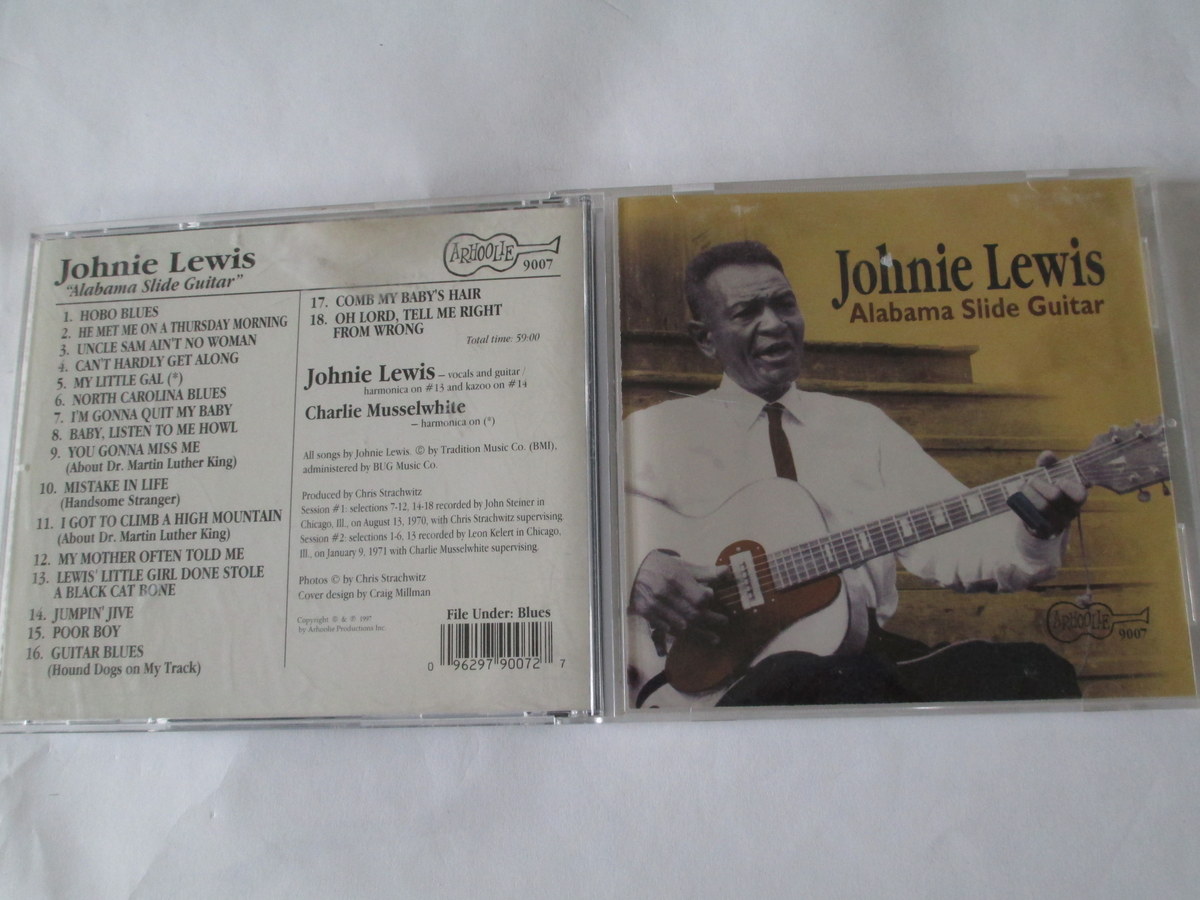 Johnie Lewis
"Alabama Slide Guitar"
ARHOOLIE
9007
1. HOBO BLUES
2. HE MET ME ON A THURSDAY MORNING
3. UNCLE SAM AIN'T NO WOMAN
4. CAN'T HARDLY GET ALONG
5. MY LITTLE GAL (*)
6. NORTH CAROLINA BLUES
7. I'M GONNA QUIT MY BABY
8. BABY, LISTEN TO ME HOWL
9. YOU GONNA MISS ME
(About Dr. Martin Luther King)
10. MISTAKE IN LIFE
(Handsome Stranger)
11. I GOT TO CLIMB A HIGH MOUNTAIN
(About Dr. Martin Luther King)
12. MY MOTHER OFTEN TOLD ME
13. LEWIS' LITTLE GIRL DONE STOLE
A BLACK CAT BONE
14. JUMPIN' JIVE
15. POOR BOY
16. GUITAR BLUES
(Hound Dogs on My Track)
17. COMB MY BABY'S HAIR
18. OH LORD, TELL ME RIGHT
FROM WRONG
Total time: 59:00
Johnie Lewis – vocals and guitar /
harmonica on #13 and kazoo on #14
Charlie Musselwhite
– harmonica on (*)
All songs by Johnie Lewis. © by Tradition Music Co. (BMI),
administered by BUG Music Co.
Produced by Chris Strachwitz
Session #1: selections 7-12, 14-18 recorded by John Steiner in
Chicago, Ill., on August 13, 1970, with Chris Strachwitz supervising.
Session #2: selections 1-6, 13 recorded by Leon Kelert in Chicago,
Ill., on January 9, 1971 with Charlie Musselwhite supervising.
Photos © by Chris Strachwitz
Cover design by Craig Millman
Copyright © & ℗ 1997
by Arhoolie Productions Inc.
File Under: Blues
0 96297 90072 7
Johnie Lewis
Alabama Slide Guitar
ARHOOLIE
9007